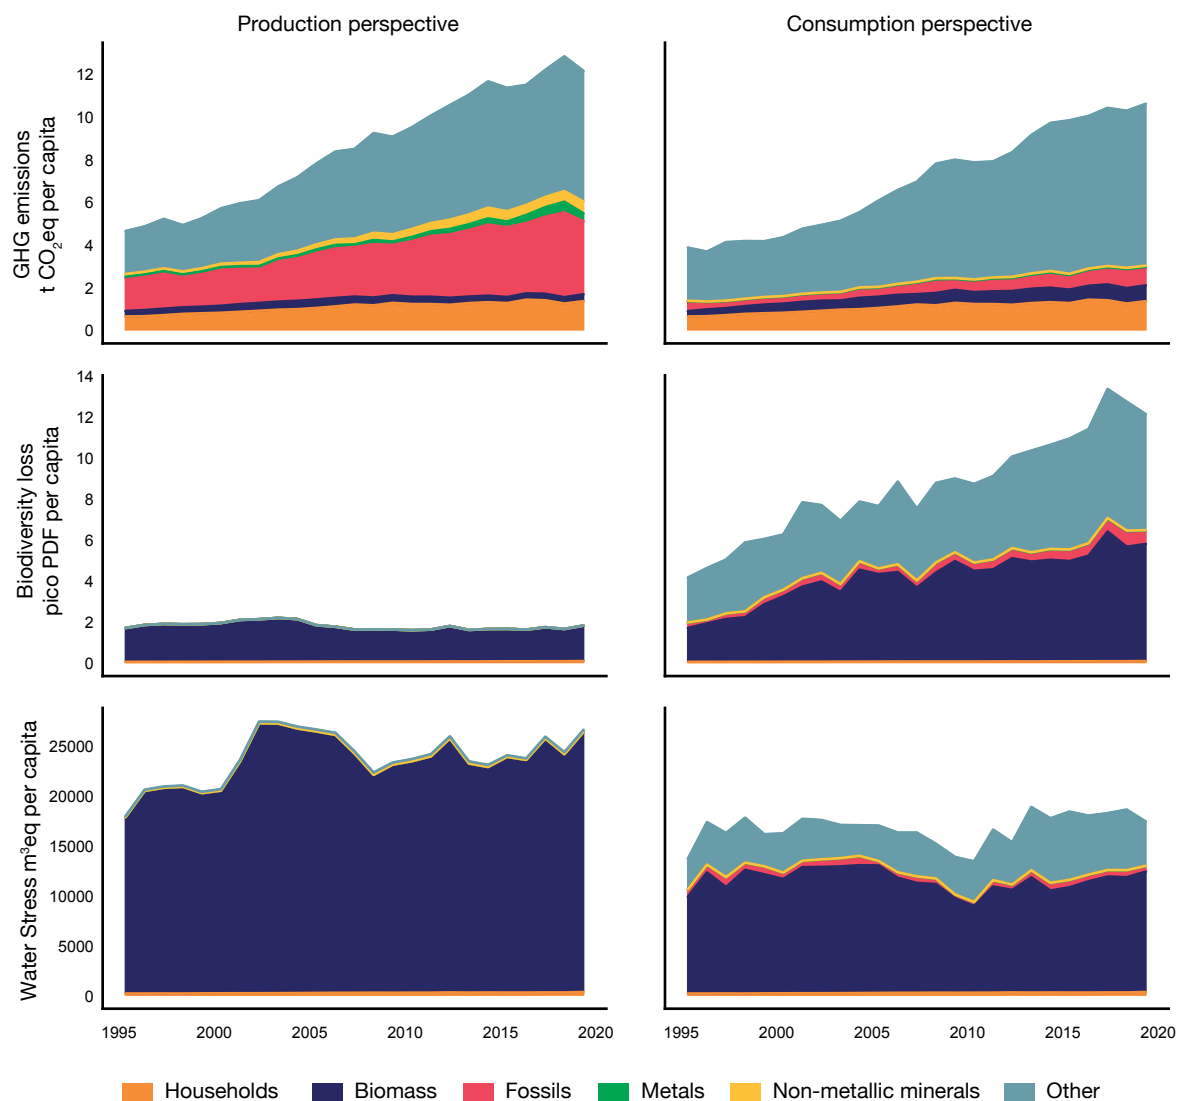 Production perspective
Consumption perspective
GHG emissions
t CO₂eq per capita
12
10
8
6
4
2
0
Biodiversity loss
pico PDF per capita
14
12
10
8
6
4
2
0
Water Stress m³eq per capita
25000
20000
15000
10000
5000
0
1995 2000 2005 2010 2015 2020
1995 2000 2005 2010 2015 2020
Households Biomass Fossils Metals Non-metallic minerals Other